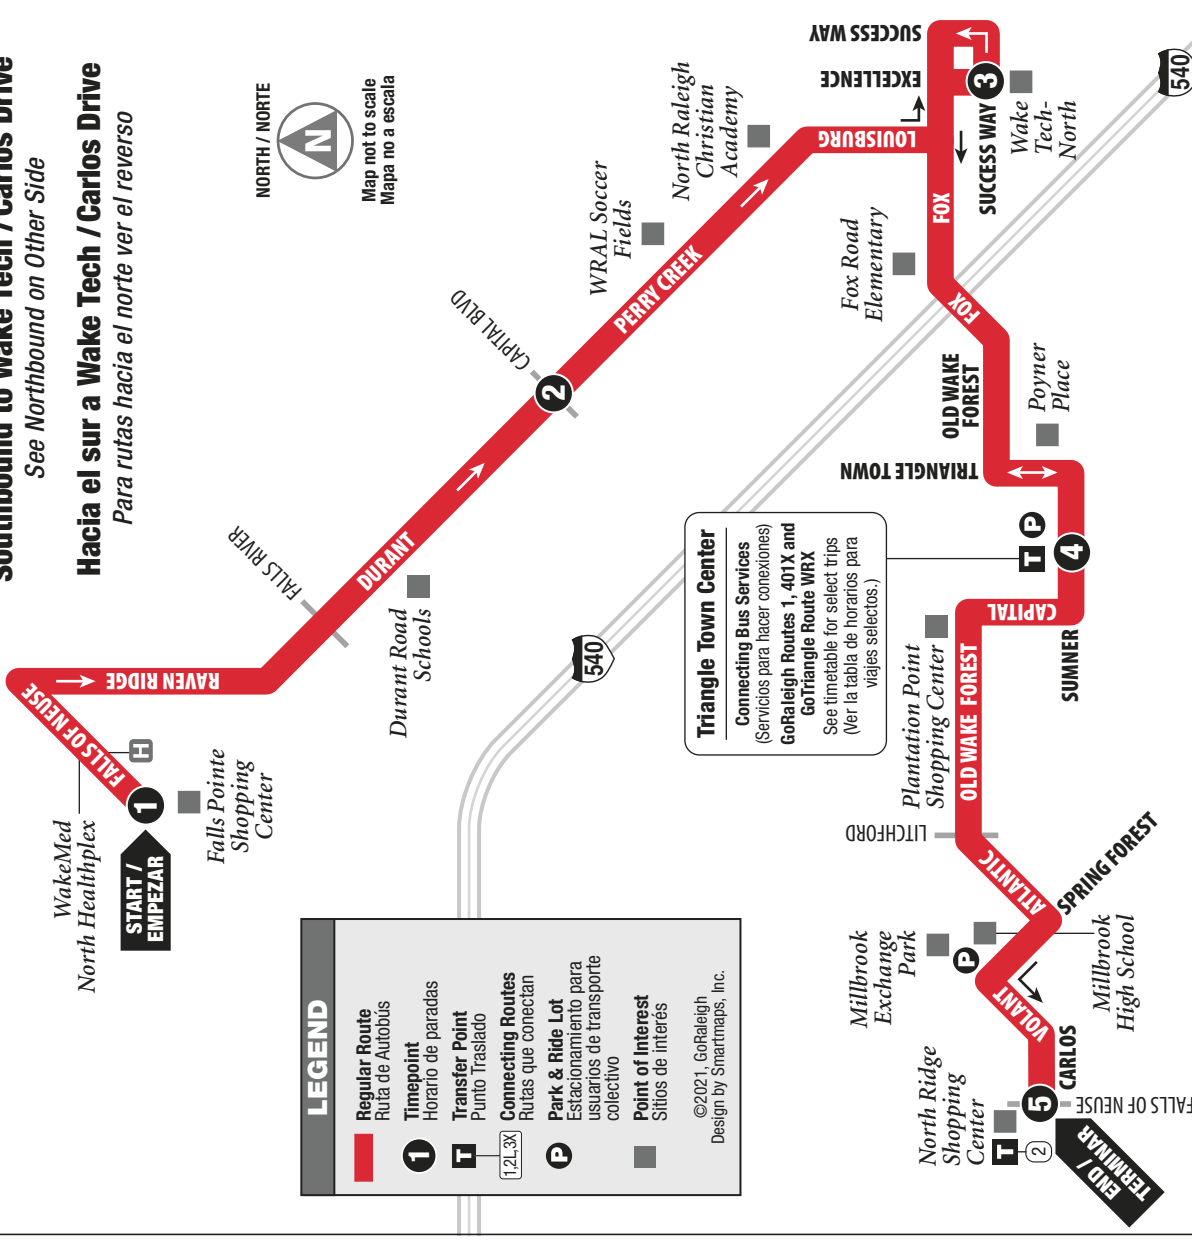 Southbound to Wake Tech / Carlos Drive
See Northbound on Other Side
Hacia el sur a Wake Tech / Carlos Drive
Para rutas hacia el norte ver el reverso
NORTH / NORTE
N
Map not to scale
Mapa no a escala
WakeMed
North Healthplex
H
START /
EMPEZAR
1
FALLS OF NEUSE
Falls Pointe
Shopping
Center
RAVEN RIDGE
FALLS RIVER
DURANT
Durant Road
Schools
CAPITAL BLVD
2
PERRY CREEK
WRAL Soccer
Fields
North Raleigh
Christian
Academy
LOUISBURG
EXCELLENCE
SUCCESS WAY
3
SUCCESS WAY
Wake
Tech-
North
FOX
Fox Road
Elementary
540
540
FOX
OLD WAKE
FOREST
TRIANGLE TOWN
Poyner
Place
T
P
4
SUMNER
CAPITAL
Triangle Town Center
Connecting Bus Services
(Servicios para hacer conexiones)
GoRaleigh Routes 1, 401X and
GoTriangle Route WRX
See timetable for select trips
(Ver la tabla de horarios para
viajes selectos.)
Plantation Point
Shopping Center
OLD WAKE FOREST
LITCHFORD
ATLANTIC
SPRING FOREST
Millbrook
Exchange
Park
P
Millbrook
High School
VOLANT
CARLOS
5
FALLS OF NEUSE
North Ridge
Shopping
Center
T
2
END /
TERMINAR
LEGEND
Regular Route
Ruta de Autobús
1
Timepoint
Horario de paradas
T
Transfer Point
Punto Traslado
1,2L,3X
Connecting Routes
Rutas que conectan
P
Park & Ride Lot
Estacionamiento para
usuarios de transporte
colectivo
Point of Interest
Sitios de interés
©2021, GoRaleigh
Design by Smartmaps, Inc.